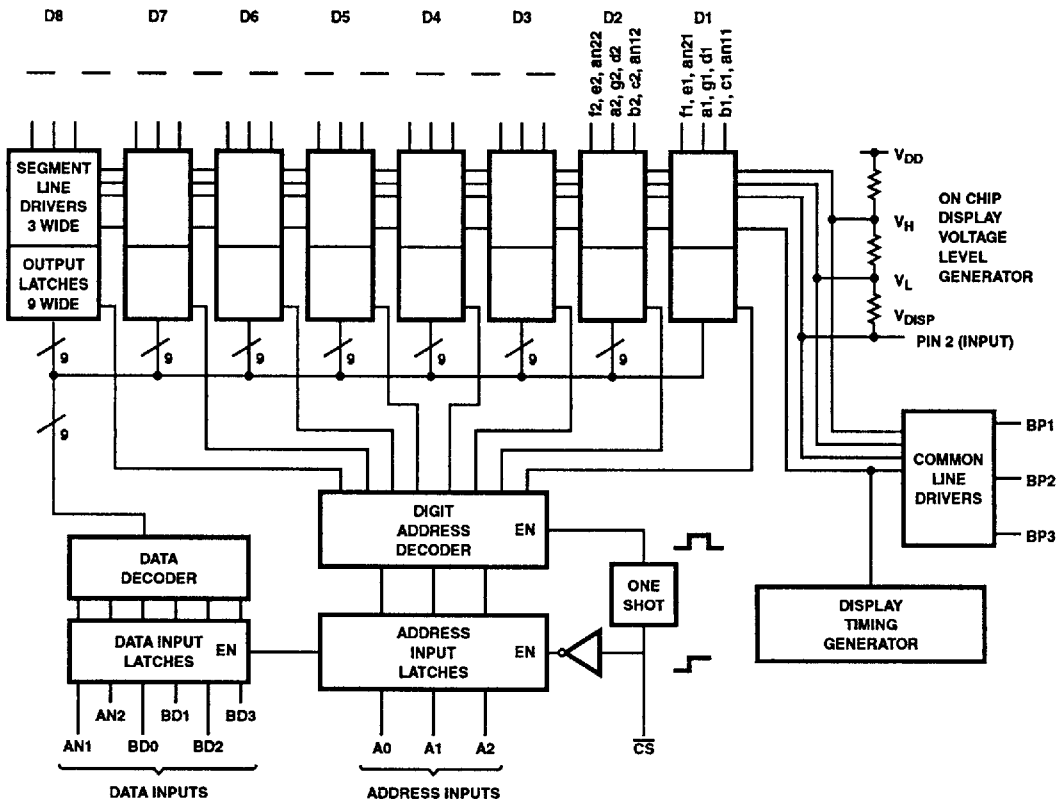 D8 D7 D6 D5 D4 D3 D2 D1
f2, e2, an22
a2, g2, d2
b2, c2, an12
f1, e1, an21
a1, g1, d1
b1, c1, an11
SEGMENT
LINE
DRIVERS
3 WIDE
OUTPUT
LATCHES
9 WIDE
VDD
VH
VL
VDISP
PIN 2 (INPUT)
ON CHIP
DISPLAY
VOLTAGE
LEVEL
GENERATOR
9 9 9 9 9 9 9
9
COMMON
LINE
DRIVERS
BP1
BP2
BP3
DIGIT
ADDRESS
DECODER
EN
DATA
DECODER
ONE
SHOT
DISPLAY
TIMING
GENERATOR
DATA INPUT
LATCHES
EN
ADDRESS
INPUT
LATCHES
EN
AN2 BD1 BD3
AN1 BD0 BD2
A0 A1 A2
CS
DATA INPUTS
ADDRESS INPUTS